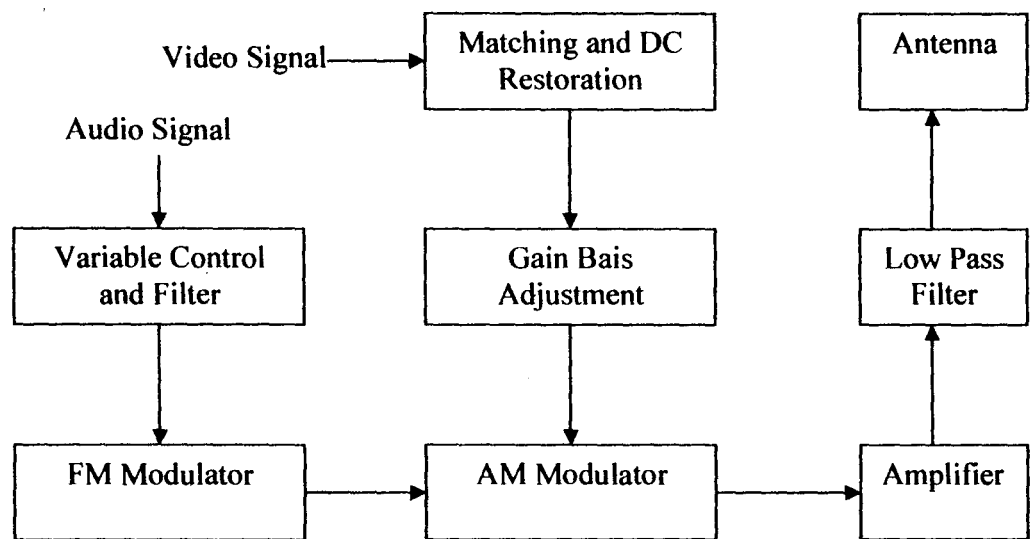 Video Signal
Matching and DC
Restoration
Antenna
Audio Signal
Variable Control
and Filter
Gain Bais
Adjustment
Low Pass
Filter
FM Modulator
AM Modulator
Amplifier